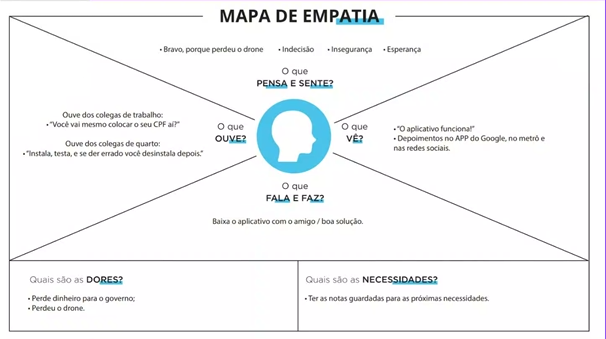 MAPA DE EMPATIA
• Bravo, porque perdeu o drone • Indecisão • Insegurança • Esperança
O que
PENSA E SENTE?
Ouve dos colegas de trabalho:
• "Você vai mesmo colocar o seu CPF aí?"
Ouve dos colegas de quarto:
• "Instala, testa, e se der errado você desinstala depois."
O que
OUVE?
O que
VÊ?
• "O aplicativo funciona!"
• Depoimentos no APP do Google, no metrô e
nas redes sociais.
O que
FALA E FAZ?
Baixa o aplicativo com o amigo / boa solução.
Quais são as DORES?
• Perde dinheiro para o governo;
• Perdeu o drone.
Quais são as NECESSIDADES?
• Ter as notas guardadas para as próximas necessidades.